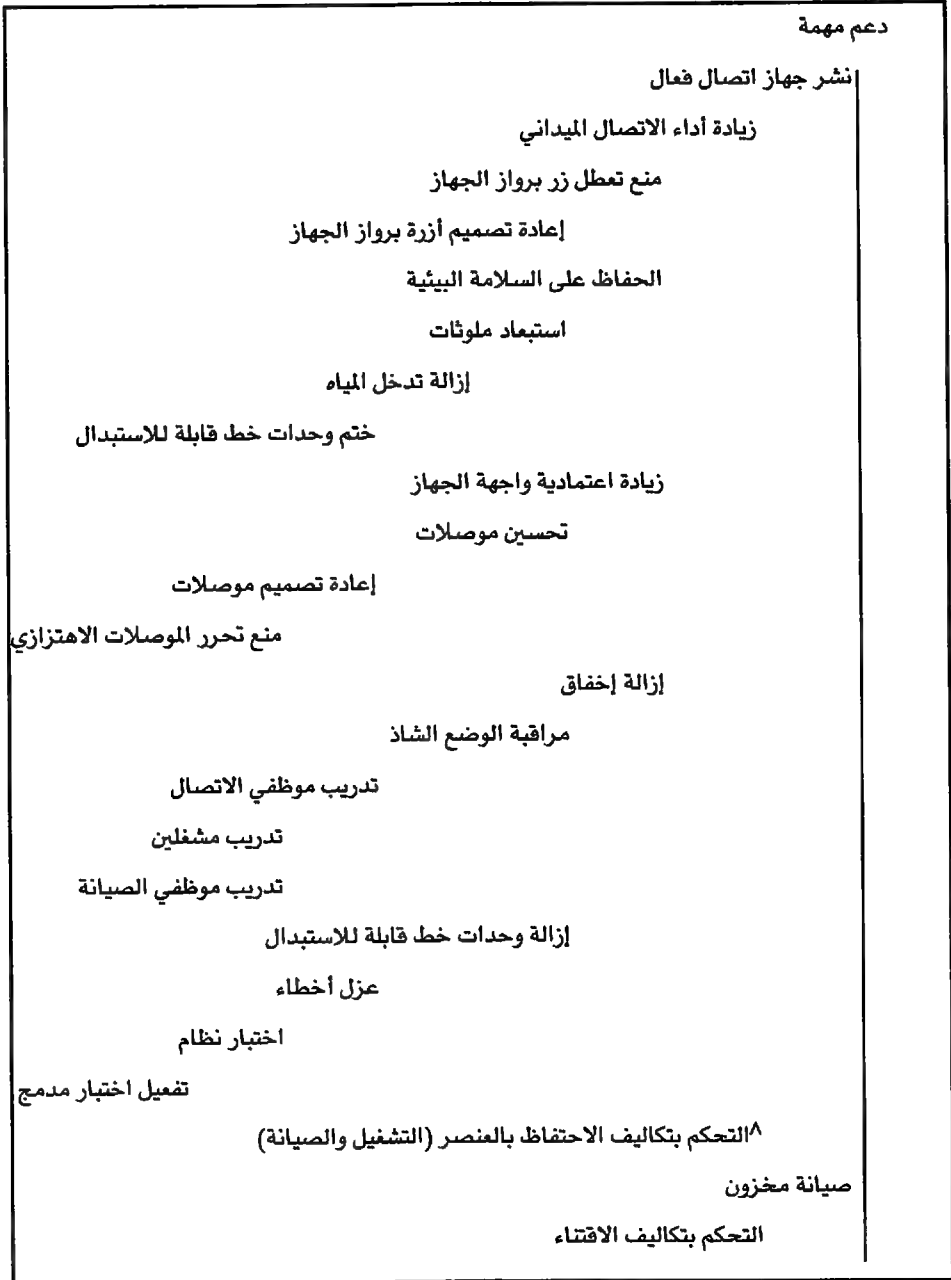 دعم مهمة
نشر جهاز اتصال فعال
زيادة أداء الاتصال الميداني
منع تعطل زر برواز الجهاز
إعادة تصميم أزرة برواز الجهاز
الحفاظ على السلامة البيئية
استبعاد ملوثات
إزالة تدخل المياه
ختم وحدات خط قابلة للاستبدال
زيادة اعتمادية واجهة الجهاز
تحسين موصلات
إعادة تصميم موصلات
منع تحرر الموصلات الاهتزازي
إزالة إخفاق
مراقبة الوضع الشاذ
تدريب موظفي الاتصال
تدريب مشغلين
تدريب موظفي الصيانة
إزالة وحدات خط قابلة للاستبدال
عزل أخطاء
اختبار نظام
تفعيل اختبار مدمج
^التحكم بتكاليف الاحتفاظ بالعنصر (التشغيل والصيانة)
صيانة مخزون
التحكم بتكاليف الاقتناء